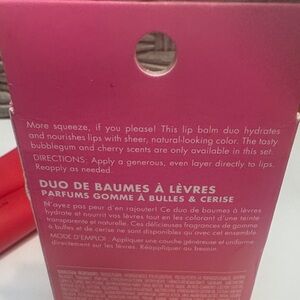 More squeeze, if you please! This lip balm duo hydrates
and nourishes lips with sheer, natural-looking color. The tasty
bubblegum and cherry scents are only available in this set.
DIRECTIONS: Apply a generous, even layer directly to lips.
Reapply as needed.
DUO DE BAUMES À LÈVRES
PARFUMS GOMME À BULLES & CERISE
N'ayez pas peur d'en rajouter! Ce duo de baumes à lèvres
hydrate et nourrit vos lèvres tout en les colorant d'une teinte
transparente et naturelle. Ces délicieuses fragrances de gomme
à bulles et de cerise ne sont disponibles qu'avec cet ensemble
MODE D'EMPLOI : Appliquer une couche généreuse et uniforme
directement sur les lèvres. Réappliquer au besoin.